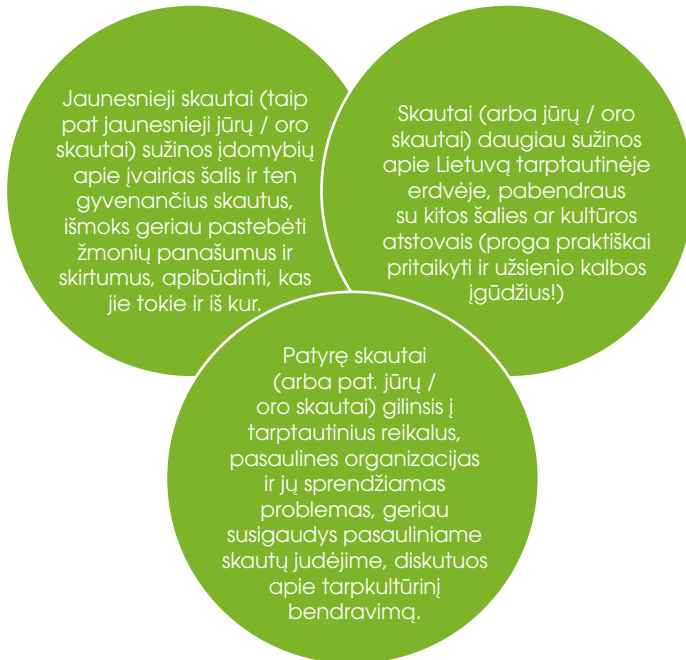 Jaunesnieji skautai (taip
pat jaunesnieji jūrų / oro
skautai) sužinos įdomybių
apie įvairias šalis ir ten
gyvenančius skautus,
išmoks geriau pastebėti
žmonių panašumus ir
skirtumus, apibūdinti, kas
jie tokie ir iš kur.
Skautai (arba jūrų / oro
skautai) daugiau sužinos
apie Lietuvą tarptautinėje
erdvėje, pabendraus
su kitos šalies ar kultūros
atstovais (proga praktiškai
pritaikyti ir užsienio kalbos
įgūdžius!)
Patyrę skautai
(arba pat. jūrų /
oro skautai) gilinsis į
tarptautinius reikalus,
pasaulines organizacijas
ir jų sprendžiamas
problemas, geriau
susigaudys pasauliniame
skautų judėjime, diskutuos
apie tarpkultūrinį
bendravimą.